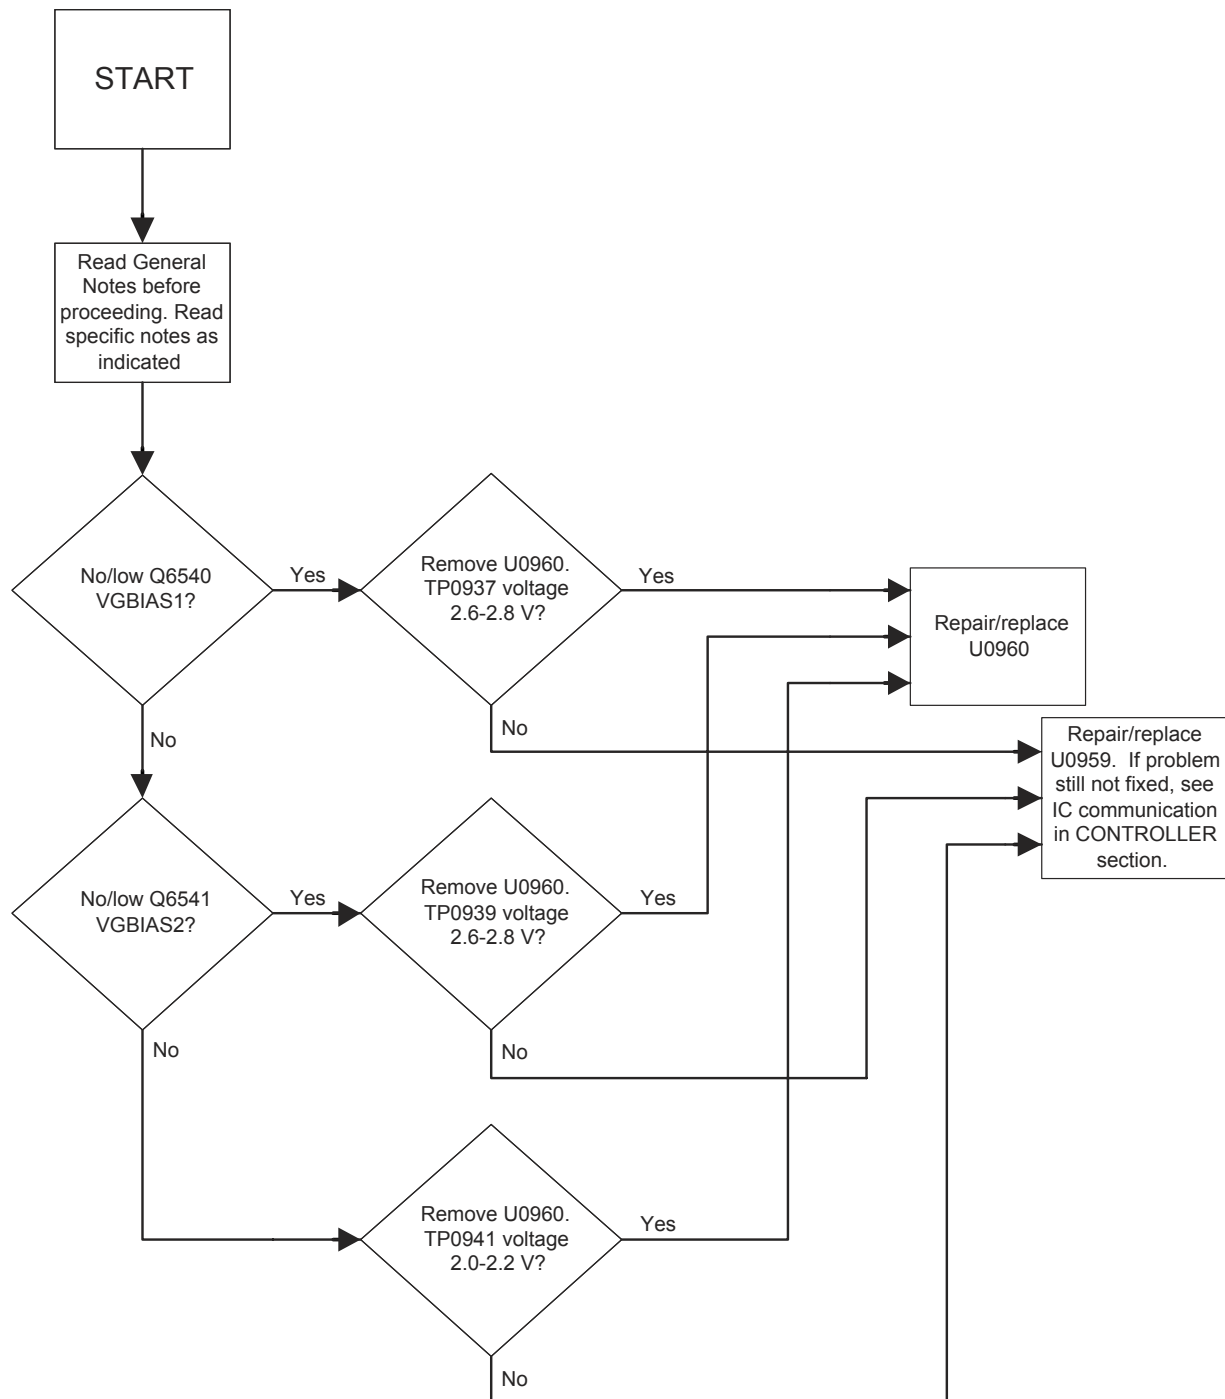 START
Read General
Notes before
proceeding. Read
specific notes as
indicated
No/low Q6540
VGBIAS1?
Yes
Remove U0960.
TP0937 voltage
2.6-2.8 V?
Yes
Repair/replace
U0960
No
No
Repair/replace
U0959.  If problem
still not fixed, see
IC communication
in CONTROLLER
section.
No/low Q6541
VGBIAS2?
Yes
Remove U0960.
TP0939 voltage
2.6-2.8 V?
Yes
No
No
Remove U0960.
TP0941 voltage
2.0-2.2 V?
Yes
No